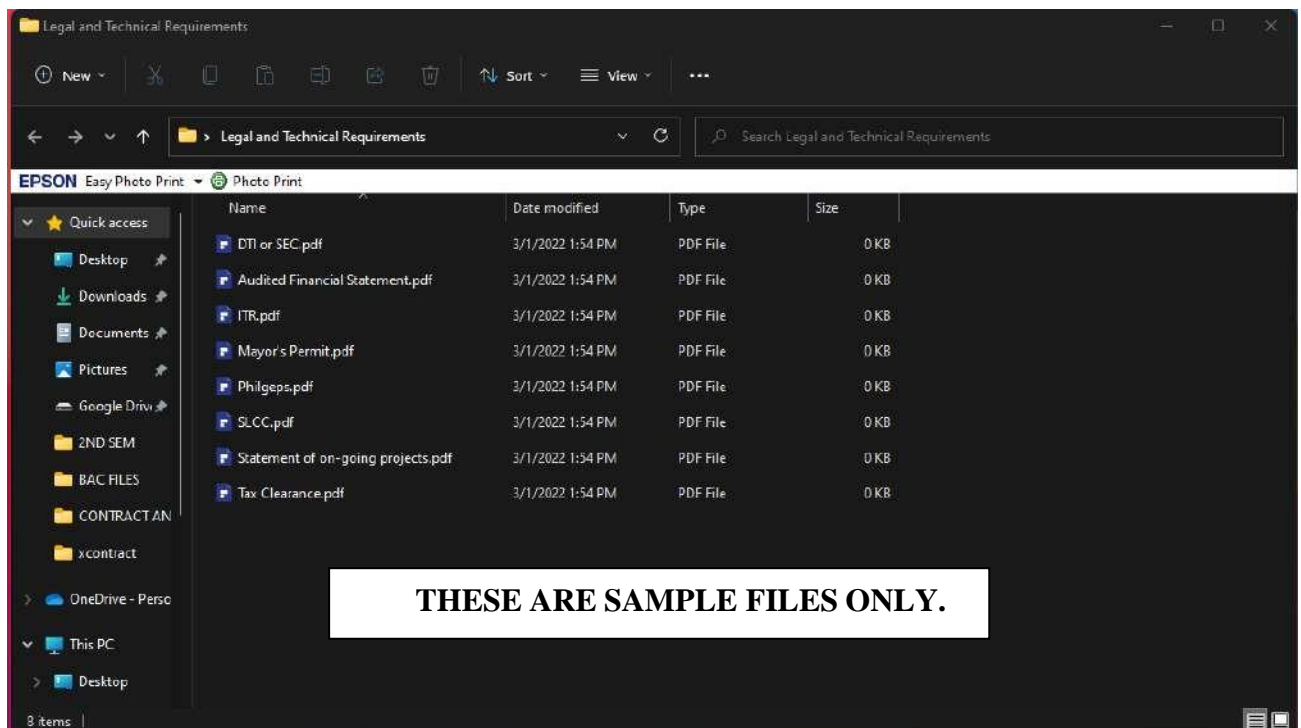 Legal and Technical Requirements
New
Sort
View
Legal and Technical Requirements
Search Legal and Technical Requirements
EPSON Easy Photo Print Photo Print
Name Date modified Type Size
DTI or SEC.pdf 3/1/2022 1:54 PM PDF File 0 KB
Audited Financial Statement.pdf 3/1/2022 1:54 PM PDF File 0 KB
ITR.pdf 3/1/2022 1:54 PM PDF File 0 KB
Mayor's Permit.pdf 3/1/2022 1:54 PM PDF File 0 KB
Philgeps.pdf 3/1/2022 1:54 PM PDF File 0 KB
SLCC.pdf 3/1/2022 1:54 PM PDF File 0 KB
Statement of on-going projects.pdf 3/1/2022 1:54 PM PDF File 0 KB
Tax Clearance.pdf 3/1/2022 1:54 PM PDF File 0 KB
Quick access
Desktop
Downloads
Documents
Pictures
Google Driv
2ND SEM
BAC FILES
CONTRACT AN
xcontract
OneDrive - Perso
This PC
Desktop
THESE ARE SAMPLE FILES ONLY.
8 items